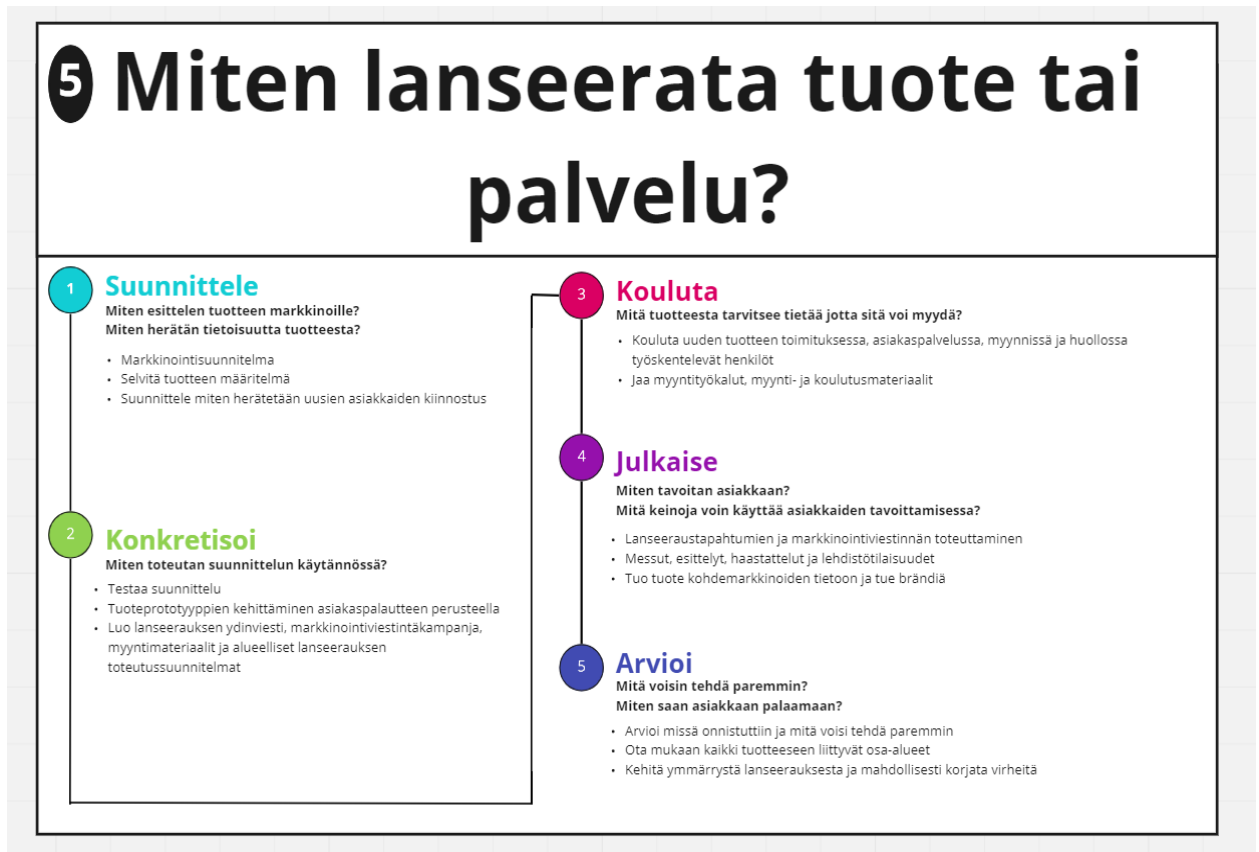 5 Miten lanseerata tuote tai
palvelu?
1 Suunnittele
Miten esittelen tuotteen markkinoille?
Miten herätän tietoisuutta tuotteesta?
• Markkinointisuunnitelma
• Selvitä tuotteen määritelmä
• Suunnittele miten herätetään uusien asiakkaiden kiinnostus
2 Konkretisoi
Miten toteutan suunnittelun käytännössä?
• Testaa suunnittelu
• Tuoteprototyyppien kehittäminen asiakaspalautteen perusteella
• Luo lanseerauksen ydinviesti, markkinointiviestintäkampanja,
myyntimateriaalit ja alueelliset lanseerauksen
toteutussuunnitelmat
3 Kouluta
Mitä tuotteesta tarvitsee tietää jotta sitä voi myydä?
• Kouluta uuden tuotteen toimituksessa, asiakaspalvelussa, myynnissä ja huollossa
työskentelevät henkilöt
• Jaa myyntityökalut, myynti- ja koulutusmateriaalit
4 Julkaise
Miten tavoitan asiakkaan?
Mitä keinoja voin käyttää asiakkaiden tavoittamisessa?
• Lanseeraustapahtumien ja markkinointiviestinnän toteuttaminen
• Messut, esittelyt, haastattelut ja lehdistötilaisuudet
• Tuo tuote kohdemarkkinoiden tietoon ja tue brändiä
5 Arvioi
Mitä voisin tehdä paremmin?
Miten saan asiakkaan palaamaan?
• Arvioi missä onnistuttiin ja mitä voisi tehdä paremmin
• Ota mukaan kaikki tuotteeseen liittyvät osa-alueet
• Kehitä ymmärrystä lanseerauksesta ja mahdollisesti korjata virheitä